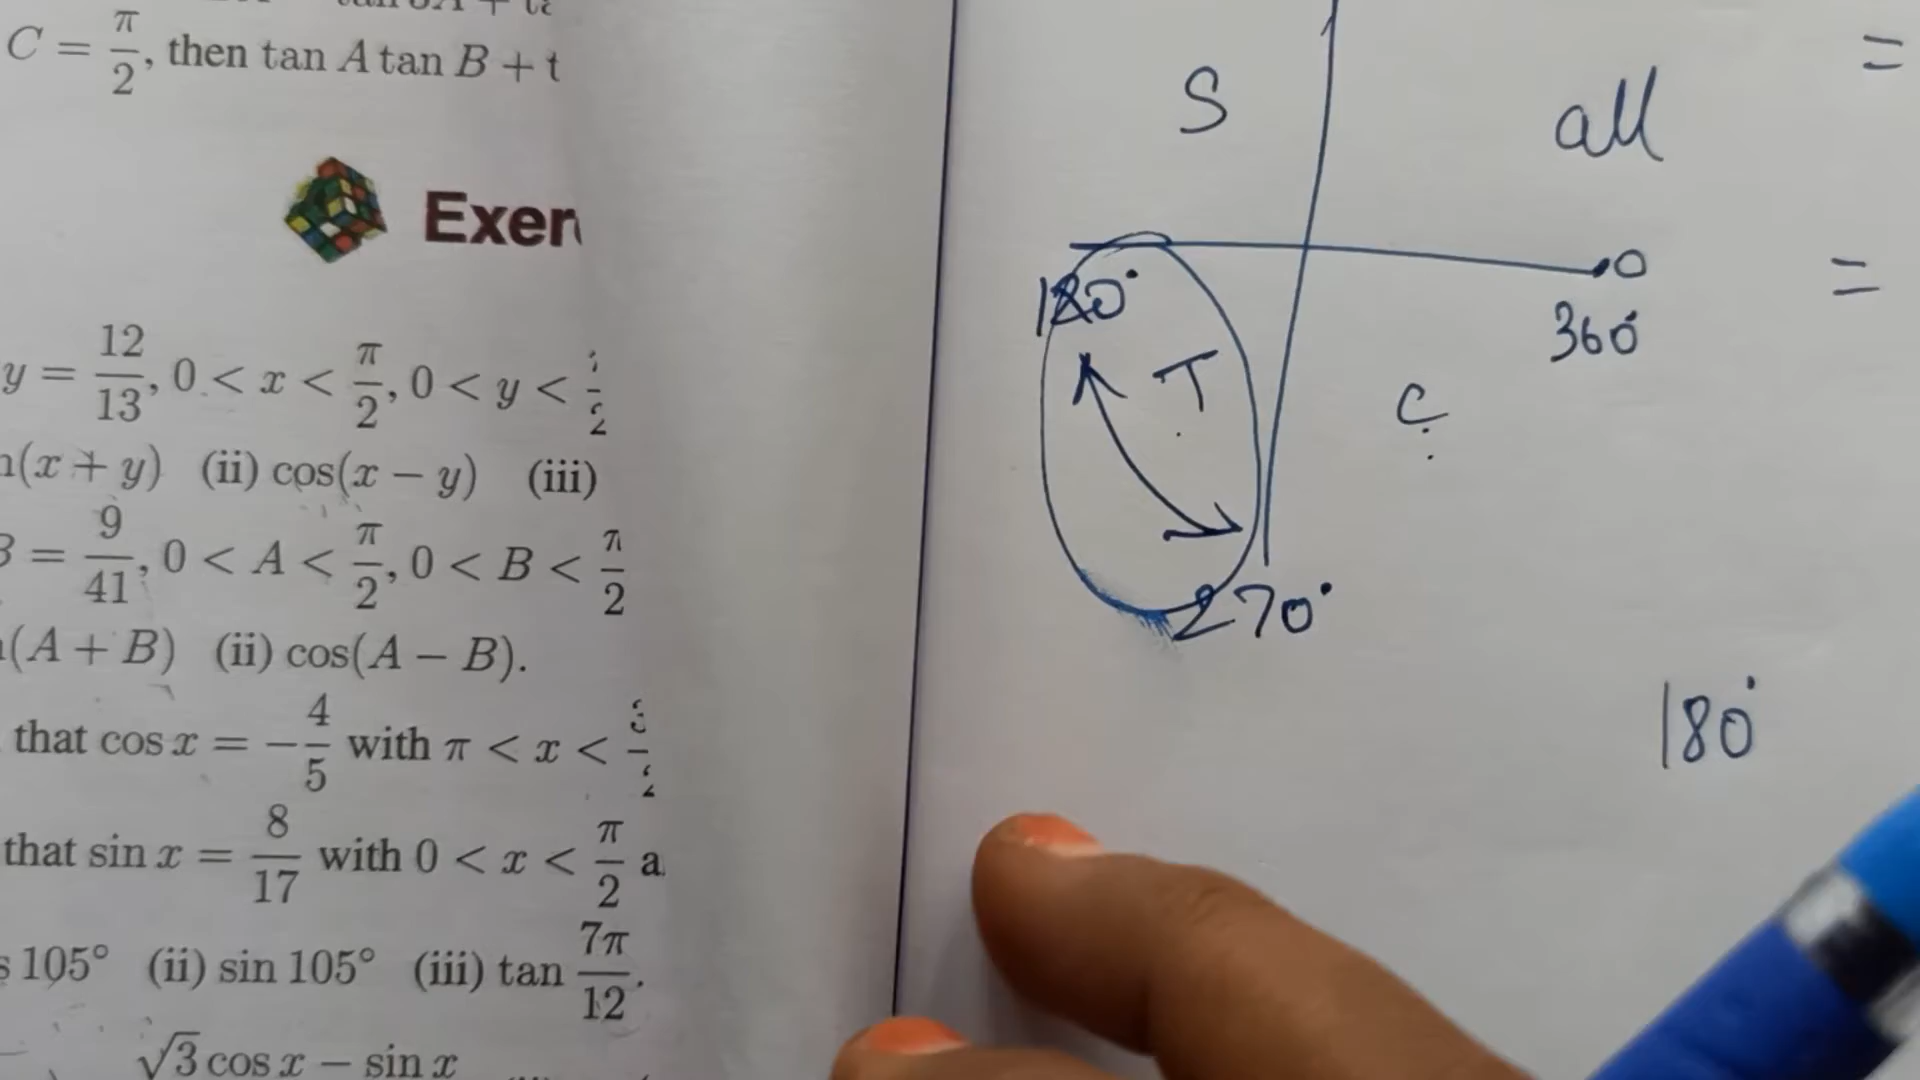 C = π/2, then tan A tan B + t
Exer
y = 12/13, 0 < x < π/2, 0 < y <
(x + y) (ii) cos(x − y) (iii)
B = 9/41, 0 < A < π/2, 0 < B < π/2
(A + B) (ii) cos(A − B).
that cos x = −4/5 with π < x <
that sin x = 8/17 with 0 < x < π/2 a
s 105° (ii) sin 105° (iii) tan 7π/12.
√3 cos x − sin x
=
S all
0
=
180°
360°
T C
270°
180°